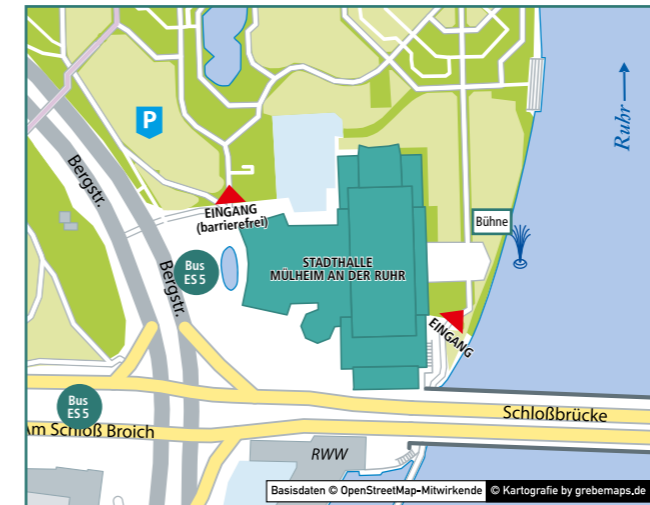 P
Ruhr
Bergstr.
EINGANG
(barrierefrei)
Bühne
Bus
ES 5
Bergstr.
STADTHALLE
MÜLHEIM AN DER RUHR
EINGANG
Bus
ES 5
Schloßbrücke
Am Schloß Broich
RWW
Basisdaten © OpenStreetMap-Mitwirkende
© Kartografie by grebemaps.de